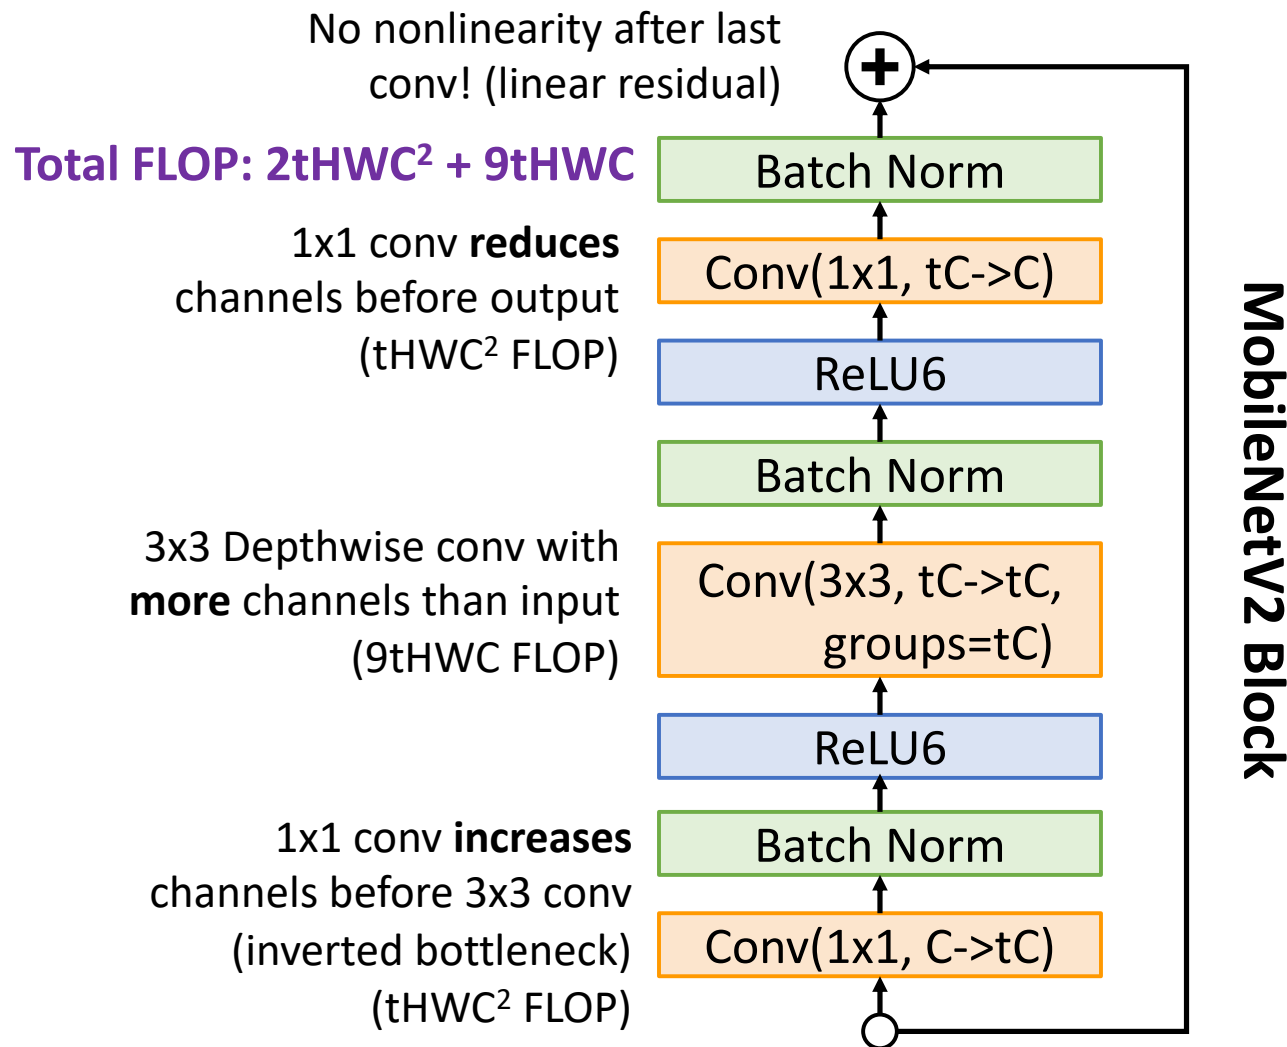 No nonlinearity after last
conv! (linear residual)
+
Total FLOP: 2tHWC² + 9tHWC
Batch Norm
1x1 conv reduces
channels before output
(tHWC² FLOP)
Conv(1x1, tC->C)
ReLU6
Batch Norm
3x3 Depthwise conv with
more channels than input
(9tHWC FLOP)
Conv(3x3, tC->tC,
groups=tC)
ReLU6
Batch Norm
1x1 conv increases
channels before 3x3 conv
(inverted bottleneck)
(tHWC² FLOP)
Conv(1x1, C->tC)
MobileNetV2 Block